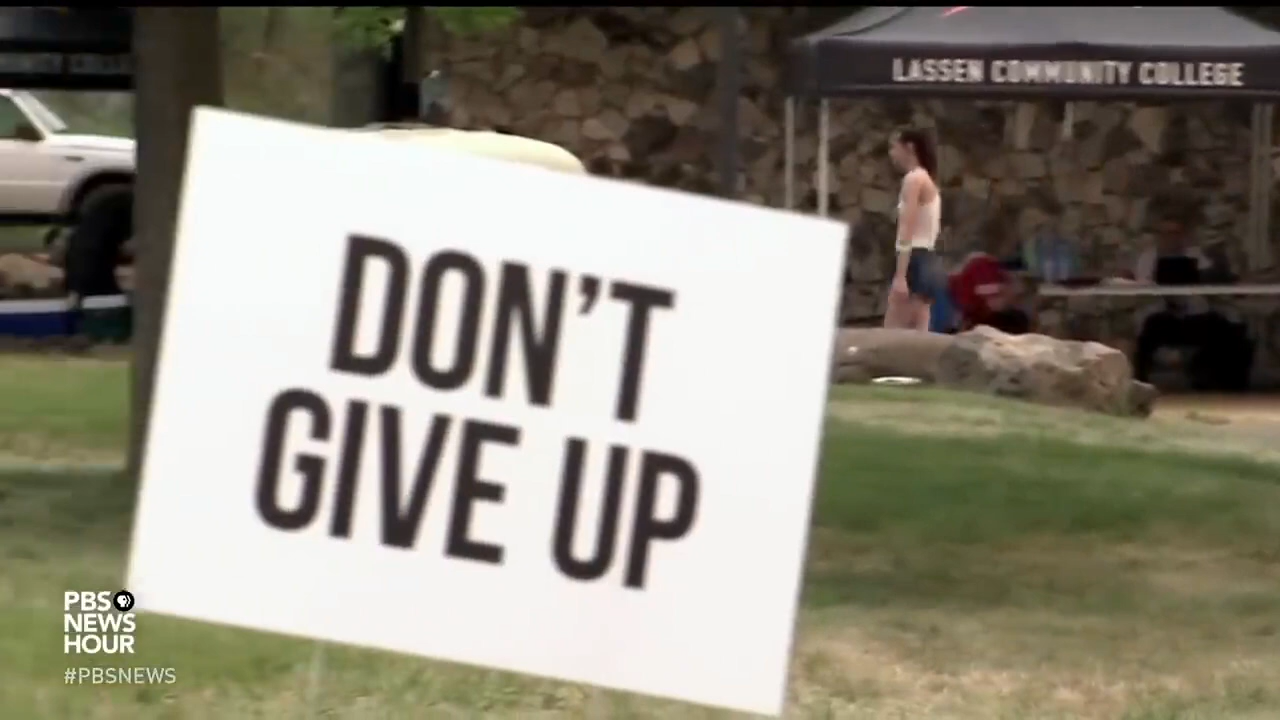 LASSEN COMMUNITY COLLEGE
DON'T
GIVE UP
PBS
NEWS
HOUR
#PBSNEWS